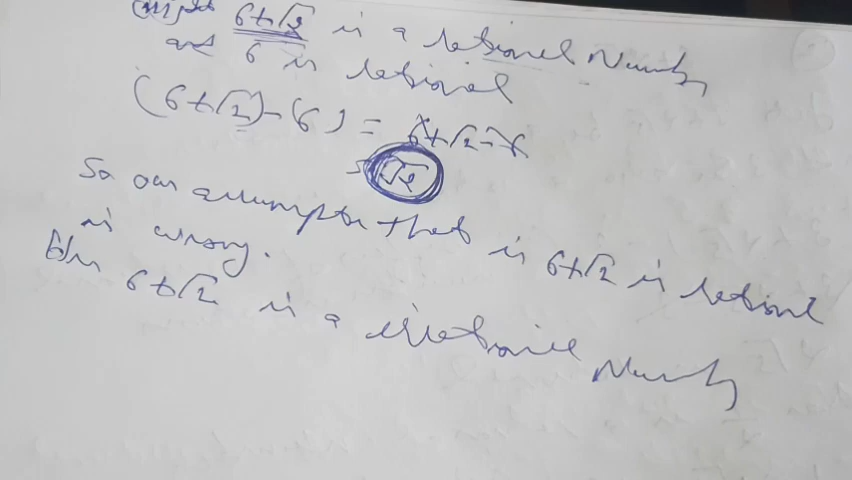 6+√2 is a rational Number
and 6 is rational
(6+√2)-(6) = 6+√2-6
√2
So our assumption that is 6+√2 is rational
is wrong.
6+√2 is a irrational Number